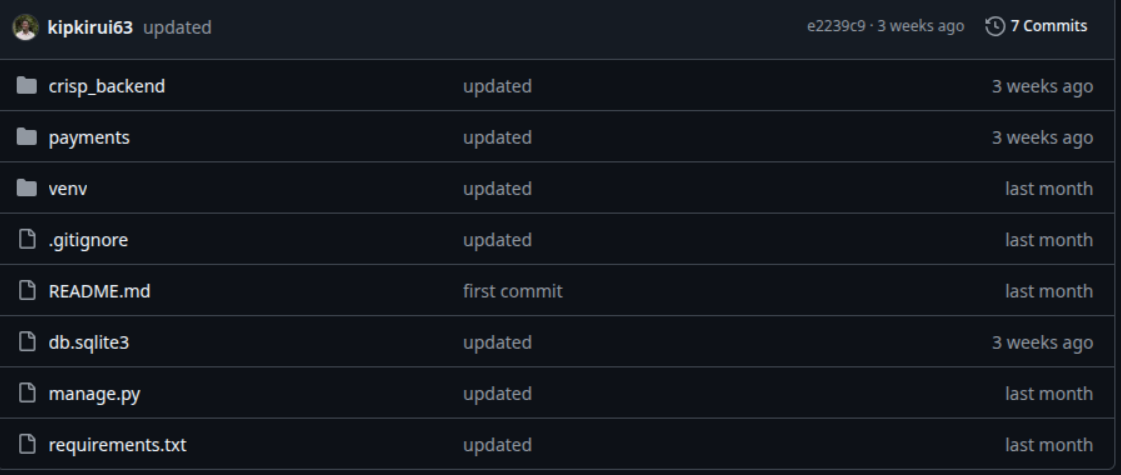 kipkirui63 updated e2239c9 · 3 weeks ago 7 Commits
crisp_backend updated 3 weeks ago
payments updated 3 weeks ago
venv updated last month
.gitignore updated last month
README.md first commit last month
db.sqlite3 updated 3 weeks ago
manage.py updated last month
requirements.txt updated last month